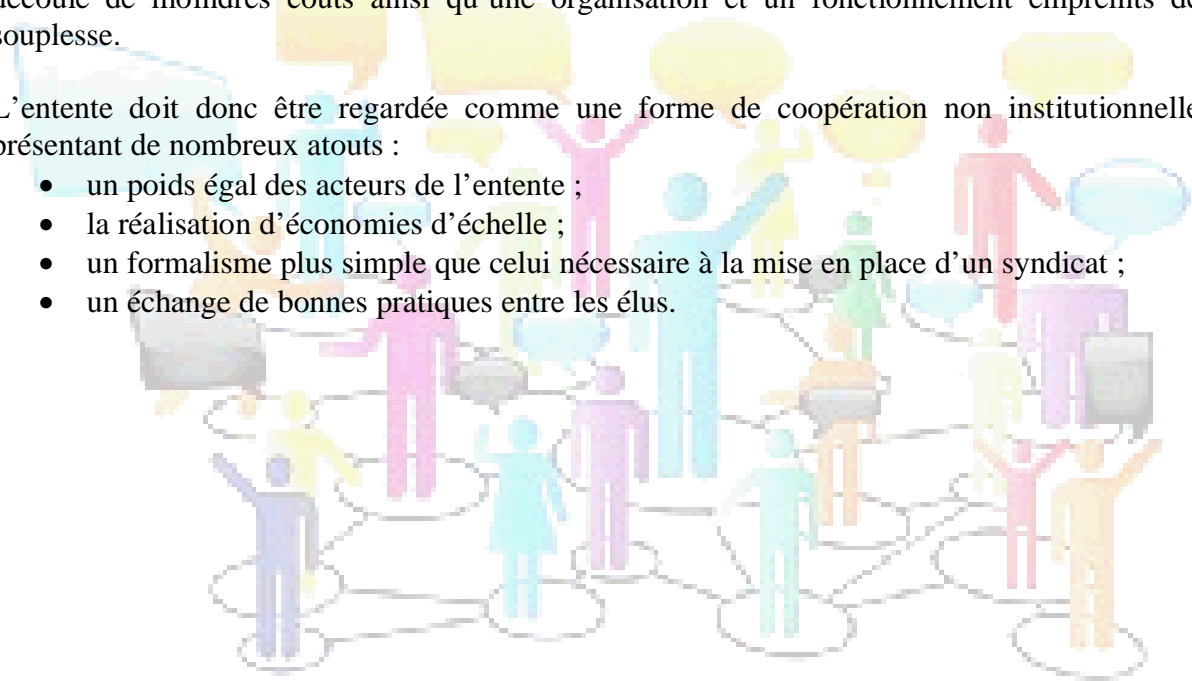 découle de moindres coûts ainsi qu'une organisation et un fonctionnement empreints de
souplesse.
L'entente doit donc être regardée comme une forme de coopération non institutionnelle
présentant de nombreux atouts :
• un poids égal des acteurs de l'entente ;
• la réalisation d'économies d'échelle ;
• un formalisme plus simple que celui nécessaire à la mise en place d'un syndicat ;
• un échange de bonnes pratiques entre les élus.